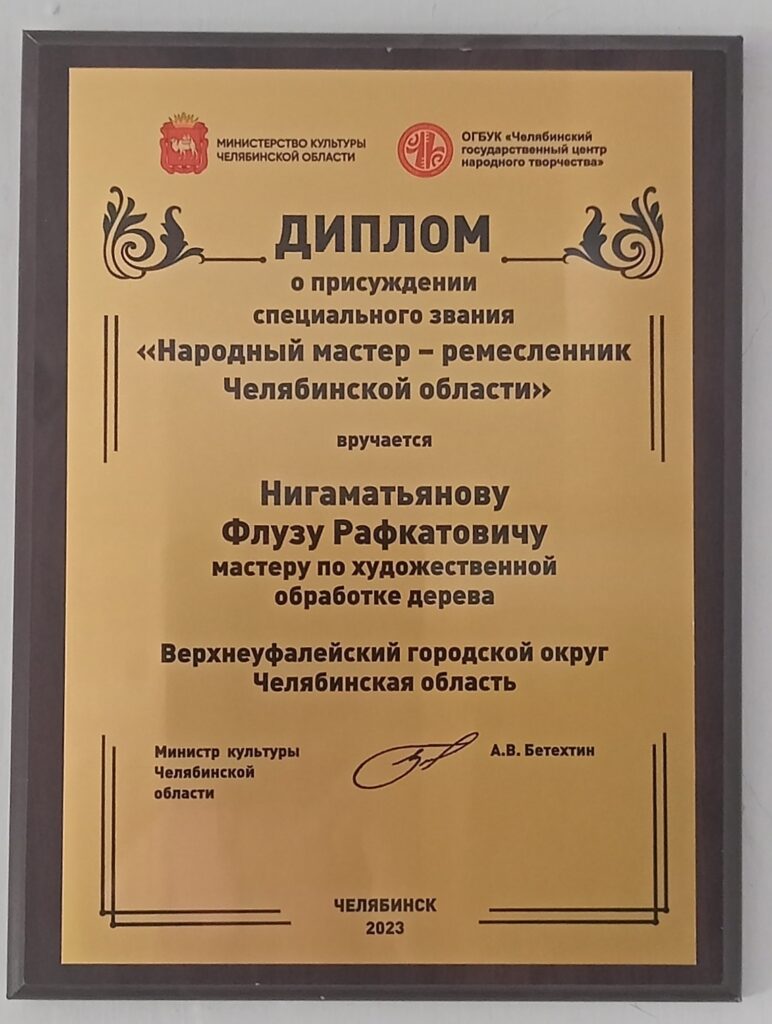 МИНИСТЕРСТВО КУЛЬТУРЫ
ЧЕЛЯБИНСКОЙ ОБЛАСТИ
ОГБУК «Челябинский
государственный центр
народного творчества»
ДИПЛОМ
о присуждении
специального звания
«Народный мастер – ремесленник
Челябинской области»
вручается
Нигаматьянову
Флузу Рафкатовичу
мастеру по художественной
обработке дерева
Верхнеуфалейский городской округ
Челябинская область
Министр культуры
Челябинской
области
А.В. Бетехтин
ЧЕЛЯБИНСК
2023